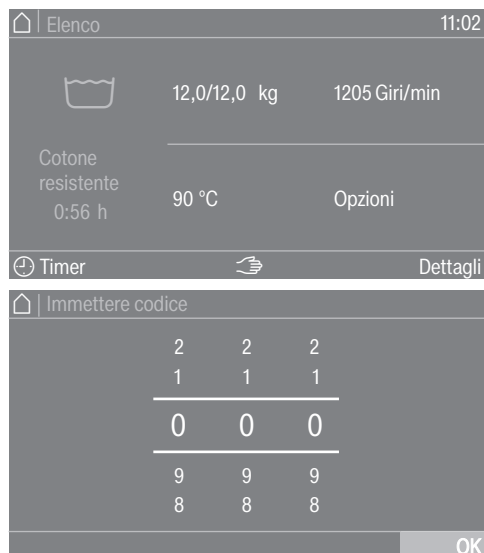 Elenco 11:02
12,0/12,0 kg 1205 Giri/min
Cotone
resistente
0:56 h
90 °C Opzioni
Timer Dettagli
Immettere codice
2 2 2
1 1 1
0 0 0
9 9 9
8 8 8
OK